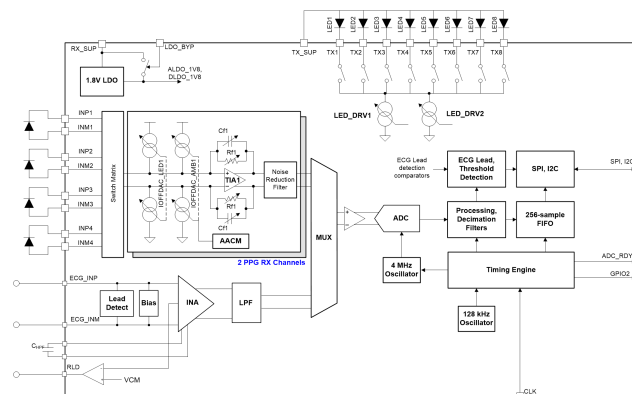 LED1 LED2 LED3 LED4 LED5 LED6 LED7 LED8
RX_SUP
LDO_BYP
TX_SUP
TX1 TX2 TX3 TX4 TX5 TX6 TX7 TX8
1.8V LDO
ALDO_1V8,
DLDO_1V8
LED_DRV1
LED_DRV2
INP1
INM1
INP2
INM2
INP3
INM3
INP4
INM4
Switch Matrix
IOFFDAC_LED1
IOFFDAC_AMB1
Cf1
Rf1
TIA1
Rf1
Cf1
Noise
Reduction
Filter
AACM
2 PPG RX Channels
MUX
ADC
ECG Lead
detection
comparators
ECG Lead,
Threshold
Detection
SPI, I2C
SPI, I2C
Processing,
Decimation
Filters
256-sample
FIFO
4 MHz
Oscillator
Timing Engine
ADC_RDY
GPIO2
128 kHz
Oscillator
CLK
ECG_INP
Lead
Detect
Bias
INA
LPF
ECG_INM
RLD
VCM